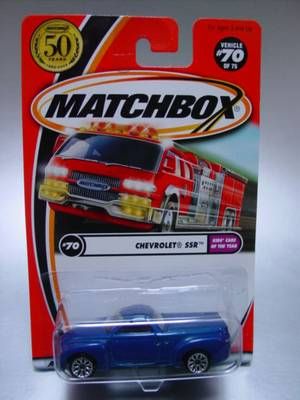 50
YEARS
VEHICLE
#70
OF 75
MATCHBOX®
MATCHBOX
#70
CHEVROLET® SSR™
KIDS' CARS
OF THE YEAR